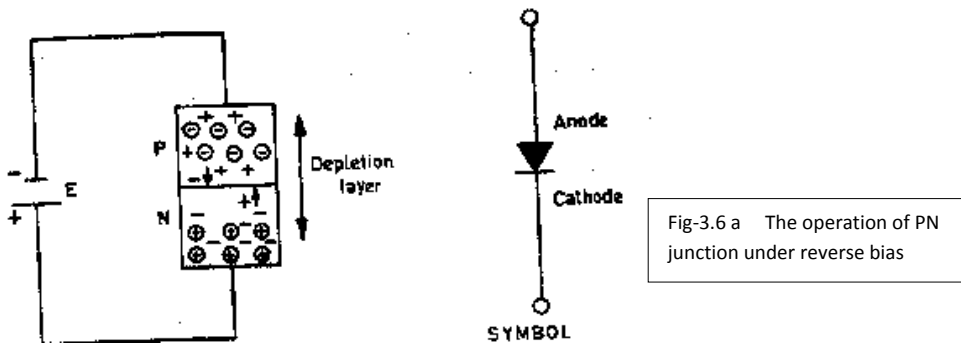 P
N
-
+
E
Depletion
layer
Anode
Cathode
SYMBOL
Fig-3.6 a The operation of PN
junction under reverse bias